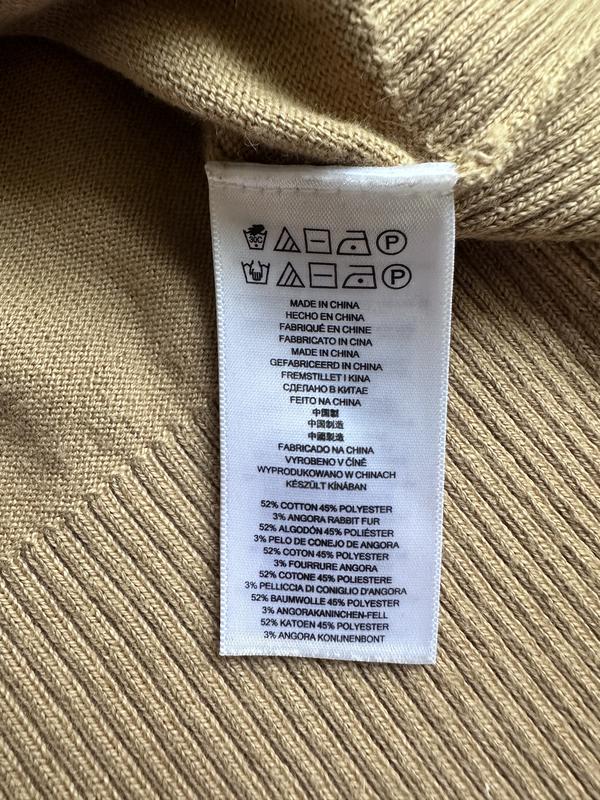 30C P
P
MADE IN CHINA
HECHO EN CHINA
FABRIQUÉ EN CHINE
FABBRICATO IN CINA
MADE IN CHINA
GEFABRICEERD IN CHINA
FREMSTILLET I KINA
СДЕЛАНО В КИТАЕ
FEITO NA CHINA
中国製
中国制造
中國製造
FABRICADO NA CHINA
VYROBENO V ČÍNĚ
WYPRODUKOWANO W CHINACH
KÉSZÜLT KÍNÁBAN
52% COTTON 45% POLYESTER
3% ANGORA RABBIT FUR
52% ALGODÓN 45% POLIÉSTER
3% PELO DE CONEJO DE ANGORA
52% COTON 45% POLYESTER
3% FOURRURE ANGORA
52% COTONE 45% POLIESTERE
3% PELLICCIA DI CONIGLIO D'ANGORA
52% BAUMWOLLE 45% POLYESTER
3% ANGORAKANINCHEN-FELL
52% KATOEN 45% POLYESTER
3% ANGORA KONIJNENBONT